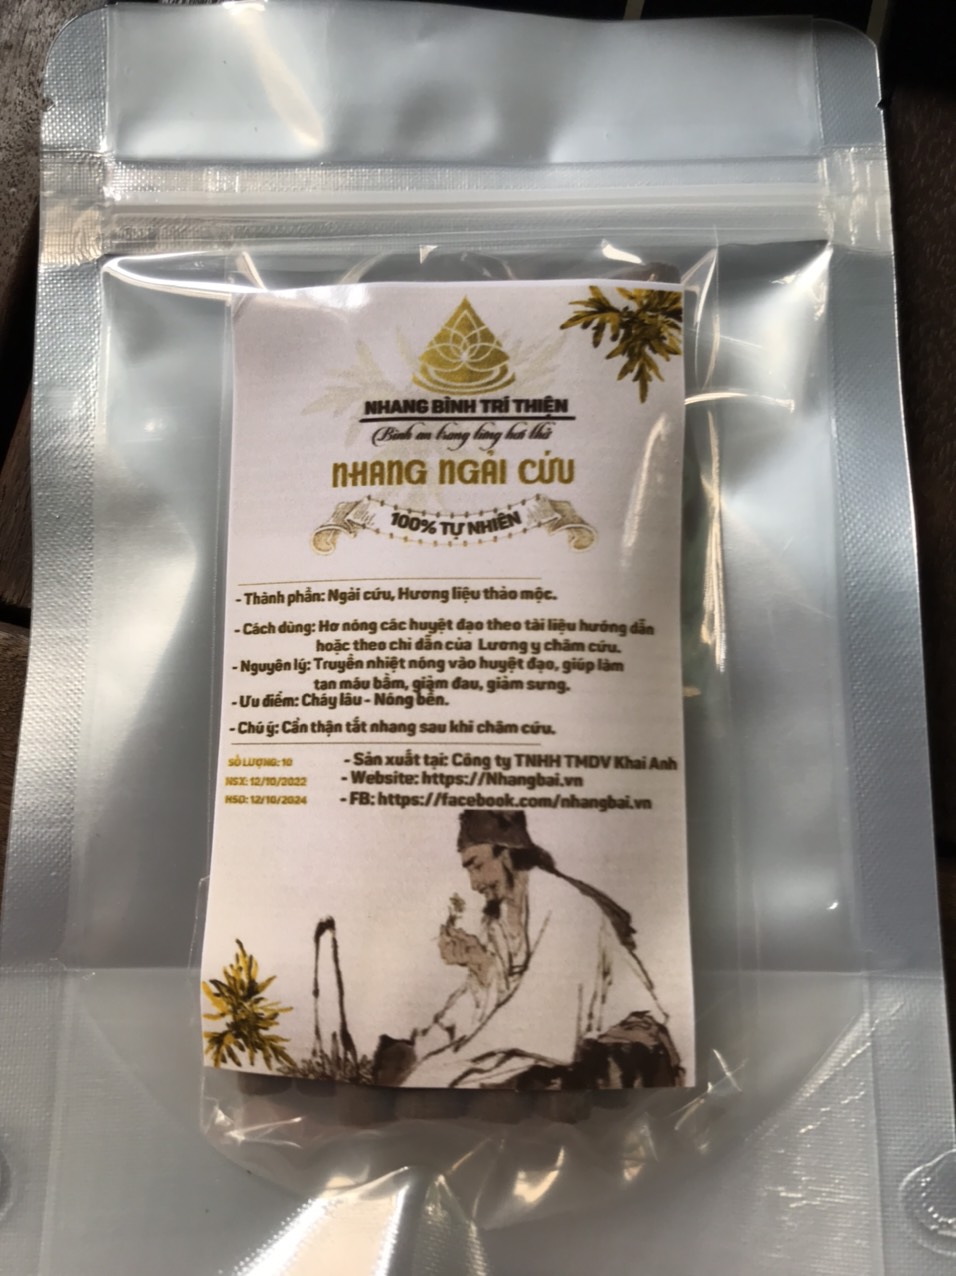 NHANG BÌNH TRÍ THIỆN
Bình an trong từng hơi thở
NHANG NGẢI CỨU
100% TỰ NHIÊN
- Thành phần: Ngải cứu, Hương liệu thảo mộc.
- Cách dùng: Hơ nóng các huyệt đạo theo tài liệu hướng dẫn
hoặc theo chỉ dẫn của Lương y châm cứu.
- Nguyên lý: Truyền nhiệt nóng vào huyệt đạo, giúp làm
tan máu bầm, giảm đau, giảm sưng.
- Ưu điểm: Cháy lâu - Nóng bền.
- Chú ý: Cẩn thận tắt nhang sau khi châm cứu.
SỐ LƯỢNG: 10
NSX: 12/10/2022
HSD: 12/10/2024
- Sản xuất tại: Công ty TNHH TMDV Khai Anh
- Website: https://Nhangbai.vn
- FB: https://facebook.com/nhangbai.vn